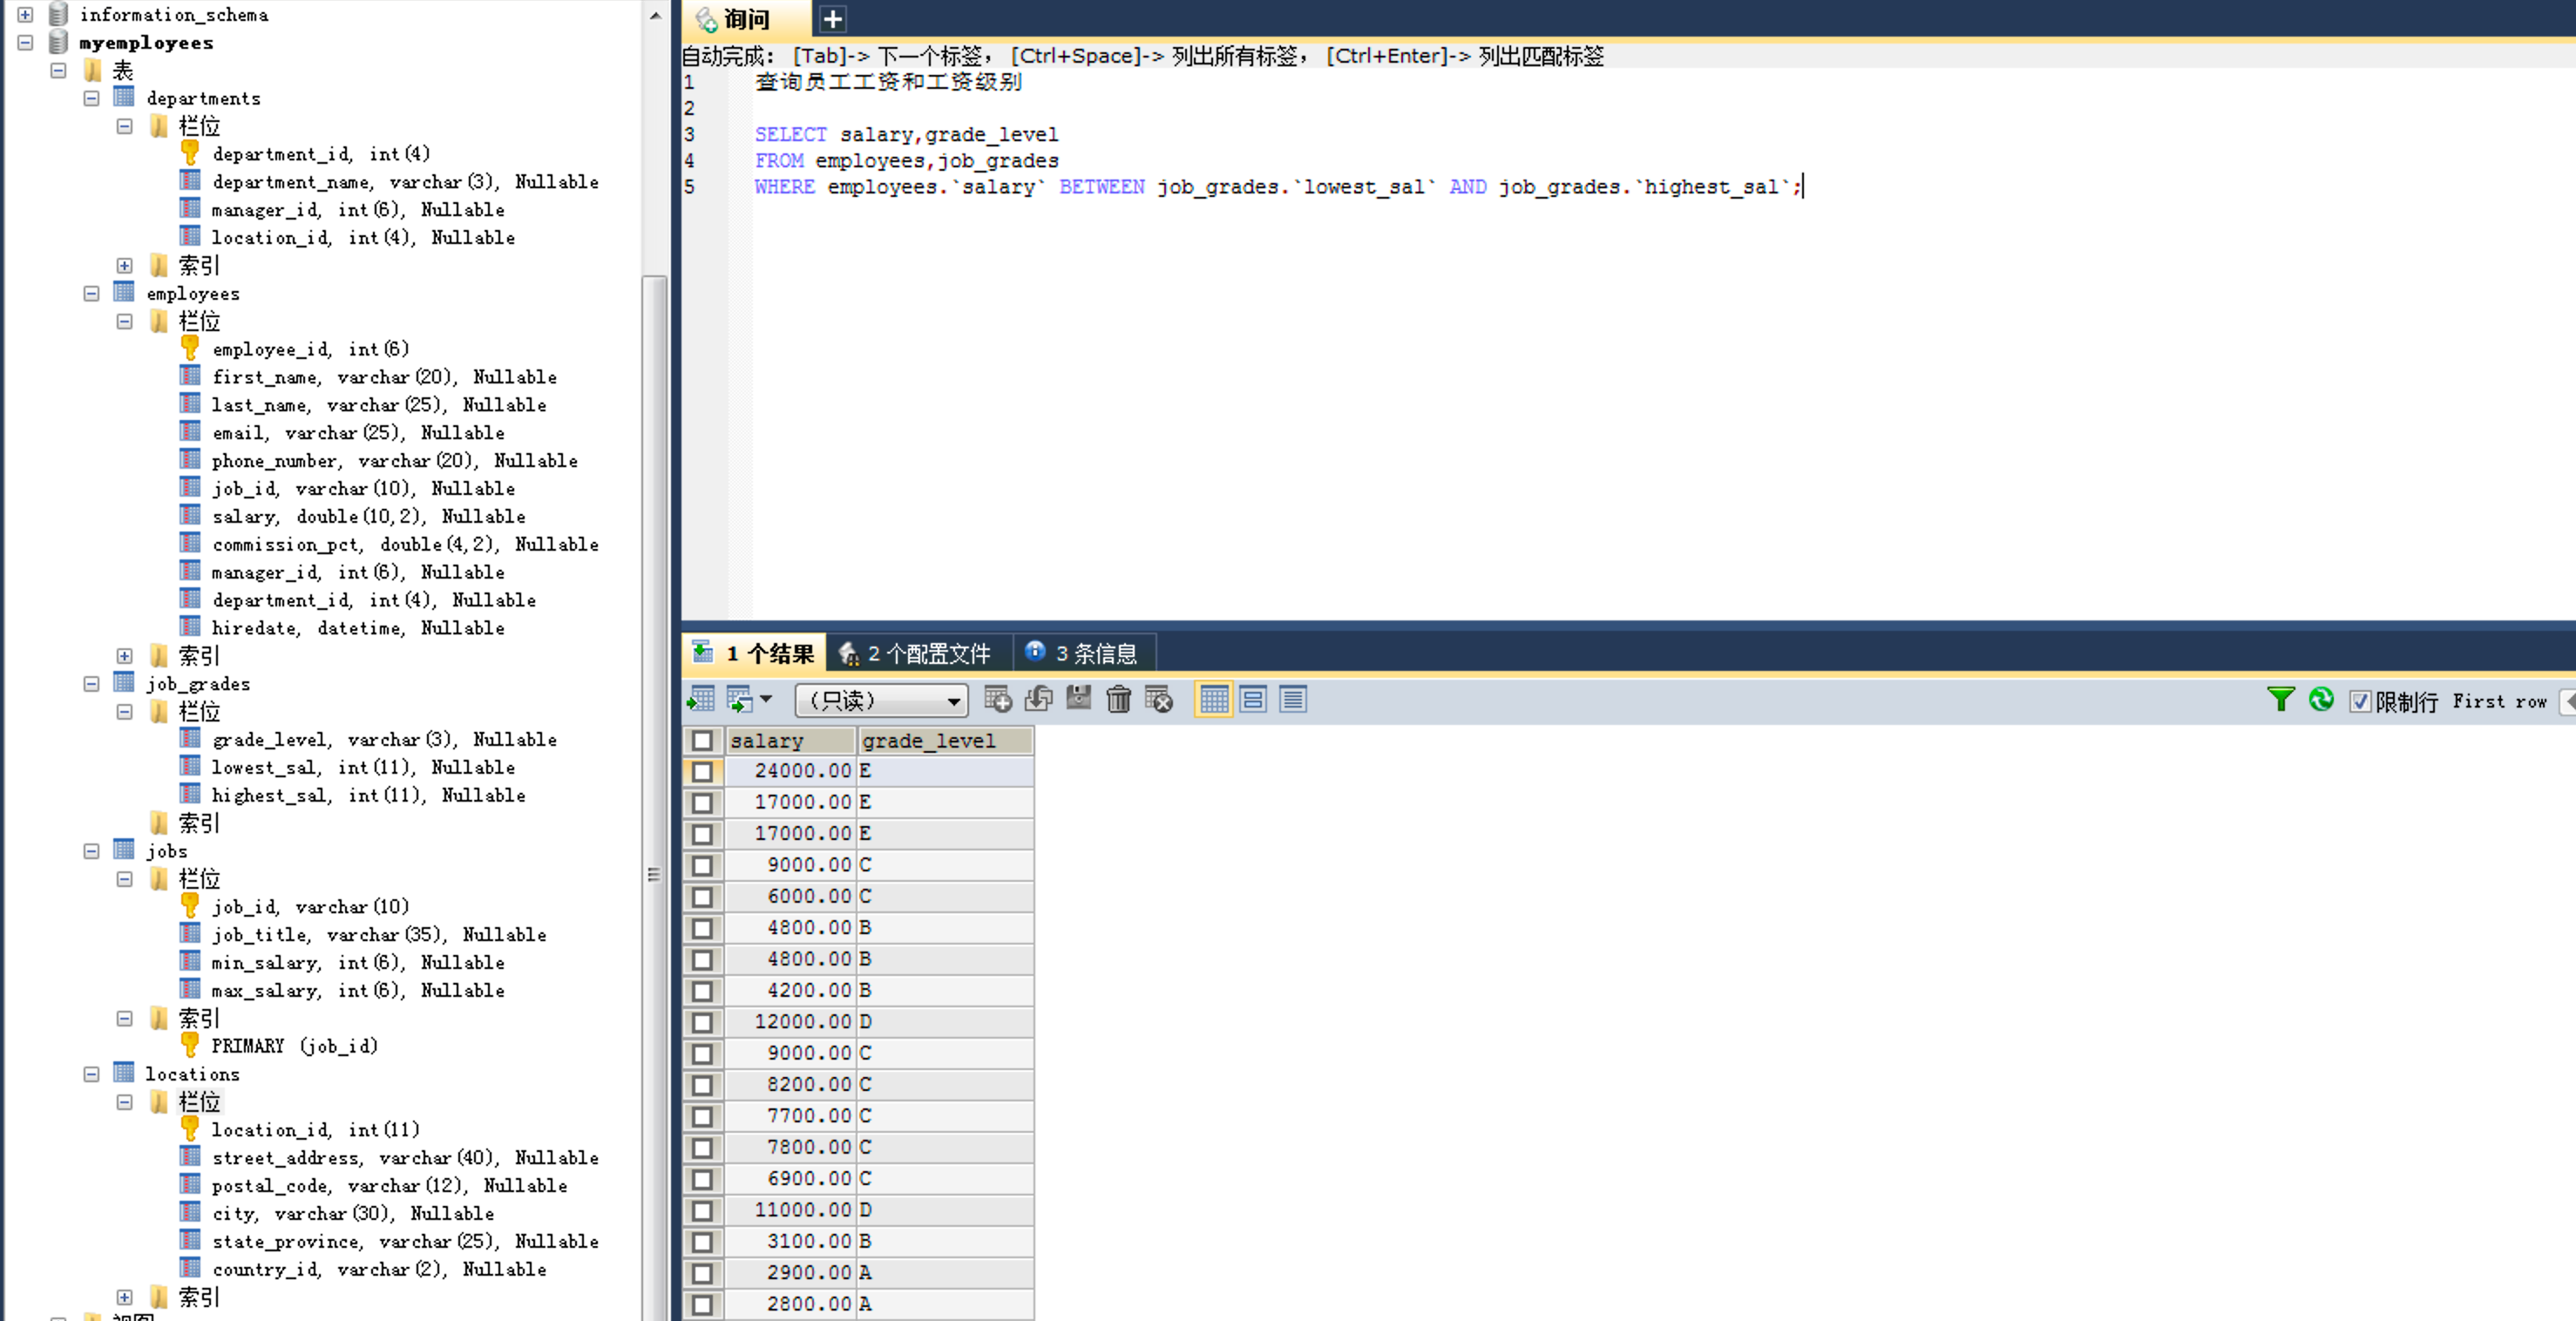 information_schema
myemployees
表
departments
栏位
department_id, int(4)
department_name, varchar(3), Nullable
manager_id, int(6), Nullable
location_id, int(4), Nullable
索引
employees
栏位
employee_id, int(6)
first_name, varchar(20), Nullable
last_name, varchar(25), Nullable
email, varchar(25), Nullable
phone_number, varchar(20), Nullable
job_id, varchar(10), Nullable
salary, double(10,2), Nullable
commission_pct, double(4,2), Nullable
manager_id, int(6), Nullable
department_id, int(4), Nullable
hiredate, datetime, Nullable
索引
job_grades
栏位
grade_level, varchar(3), Nullable
lowest_sal, int(11), Nullable
highest_sal, int(11), Nullable
索引
jobs
栏位
job_id, varchar(10)
job_title, varchar(35), Nullable
min_salary, int(6), Nullable
max_salary, int(6), Nullable
索引
PRIMARY (job_id)
locations
栏位
location_id, int(11)
street_address, varchar(40), Nullable
postal_code, varchar(12), Nullable
city, varchar(30), Nullable
state_province, varchar(25), Nullable
country_id, varchar(2), Nullable
索引
视图
询问
自动完成： [Tab]-> 下一个标签， [Ctrl+Space]-> 列出所有标签， [Ctrl+Enter]-> 列出匹配标签
1 查询员工工资和工资级别
2
3 SELECT salary,grade_level
4 FROM employees,job_grades
5 WHERE employees.`salary` BETWEEN job_grades.`lowest_sal` AND job_grades.`highest_sal`;
1 个结果 2 个配置文件 3 条信息
（只读） 限制行 First row
salary grade_level
24000.00 E
17000.00 E
17000.00 E
9000.00 C
6000.00 C
4800.00 B
4800.00 B
4200.00 B
12000.00 D
9000.00 C
8200.00 C
7700.00 C
7800.00 C
6900.00 C
11000.00 D
3100.00 B
2900.00 A
2800.00 A